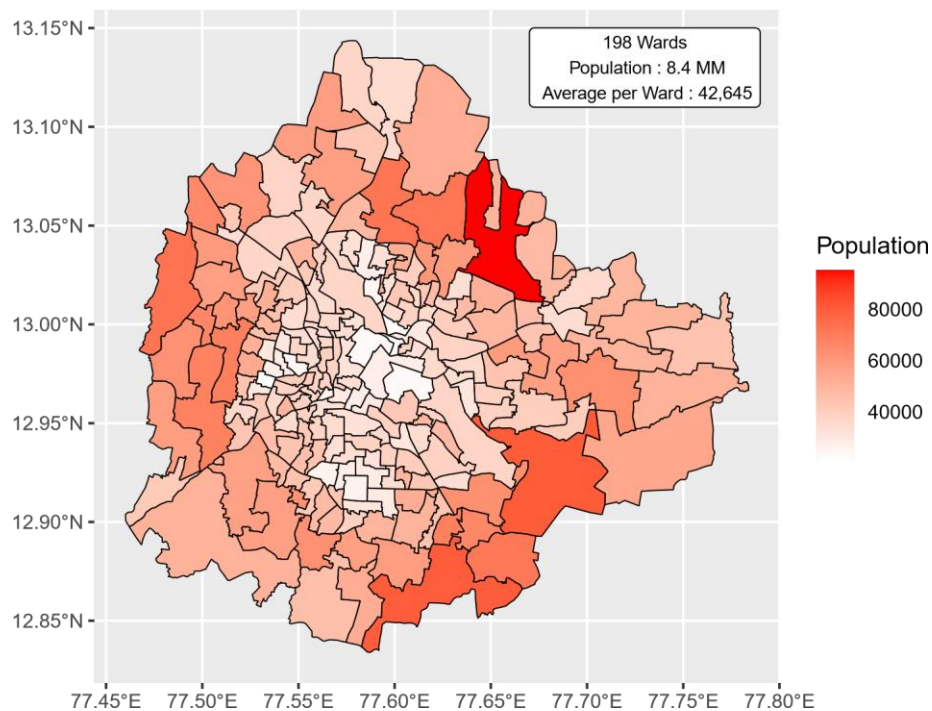 198 Wards
Population : 8.4 MM
Average per Ward : 42,645
13.15°N
13.10°N
13.05°N
13.00°N
12.95°N
12.90°N
12.85°N
77.45°E 77.50°E 77.55°E 77.60°E 77.65°E 77.70°E 77.75°E 77.80°E
Population
80000
60000
40000